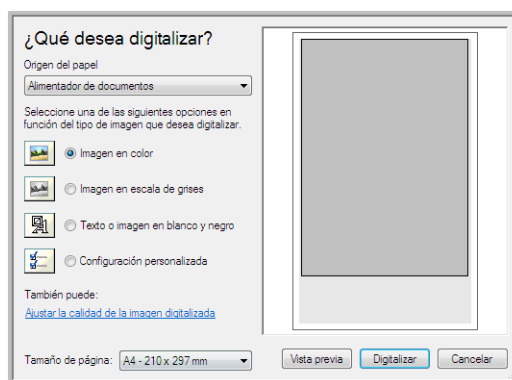 ¿Qué desea digitalizar?
Origen del papel
Alimentador de documentos
Seleccione una de las siguientes opciones en
función del tipo de imagen que desea digitalizar.
Imagen en color
Imagen en escala de grises
Texto o imagen en blanco y negro
Configuración personalizada
También puede:
Ajustar la calidad de la imagen digitalizada
Tamaño de página: A4 - 210 x 297 mm
Vista previa Digitalizar Cancelar